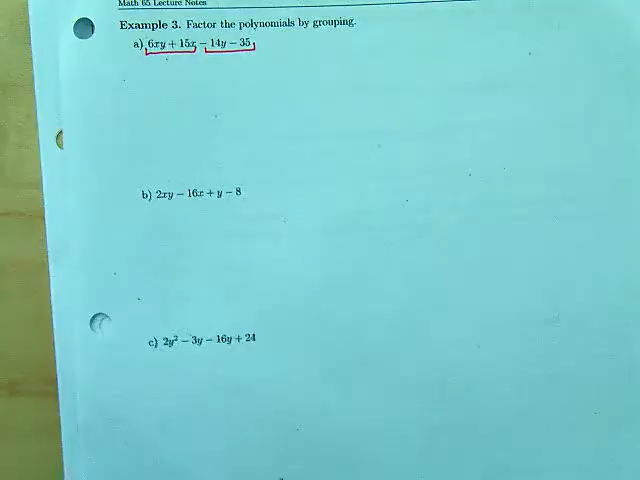 Math 65 Lecture Notes
Example 3. Factor the polynomials by grouping.
a) 6xy + 15x − 14y − 35
b) 2xy − 16x + y − 8
c) 2y² − 3y − 16y + 24